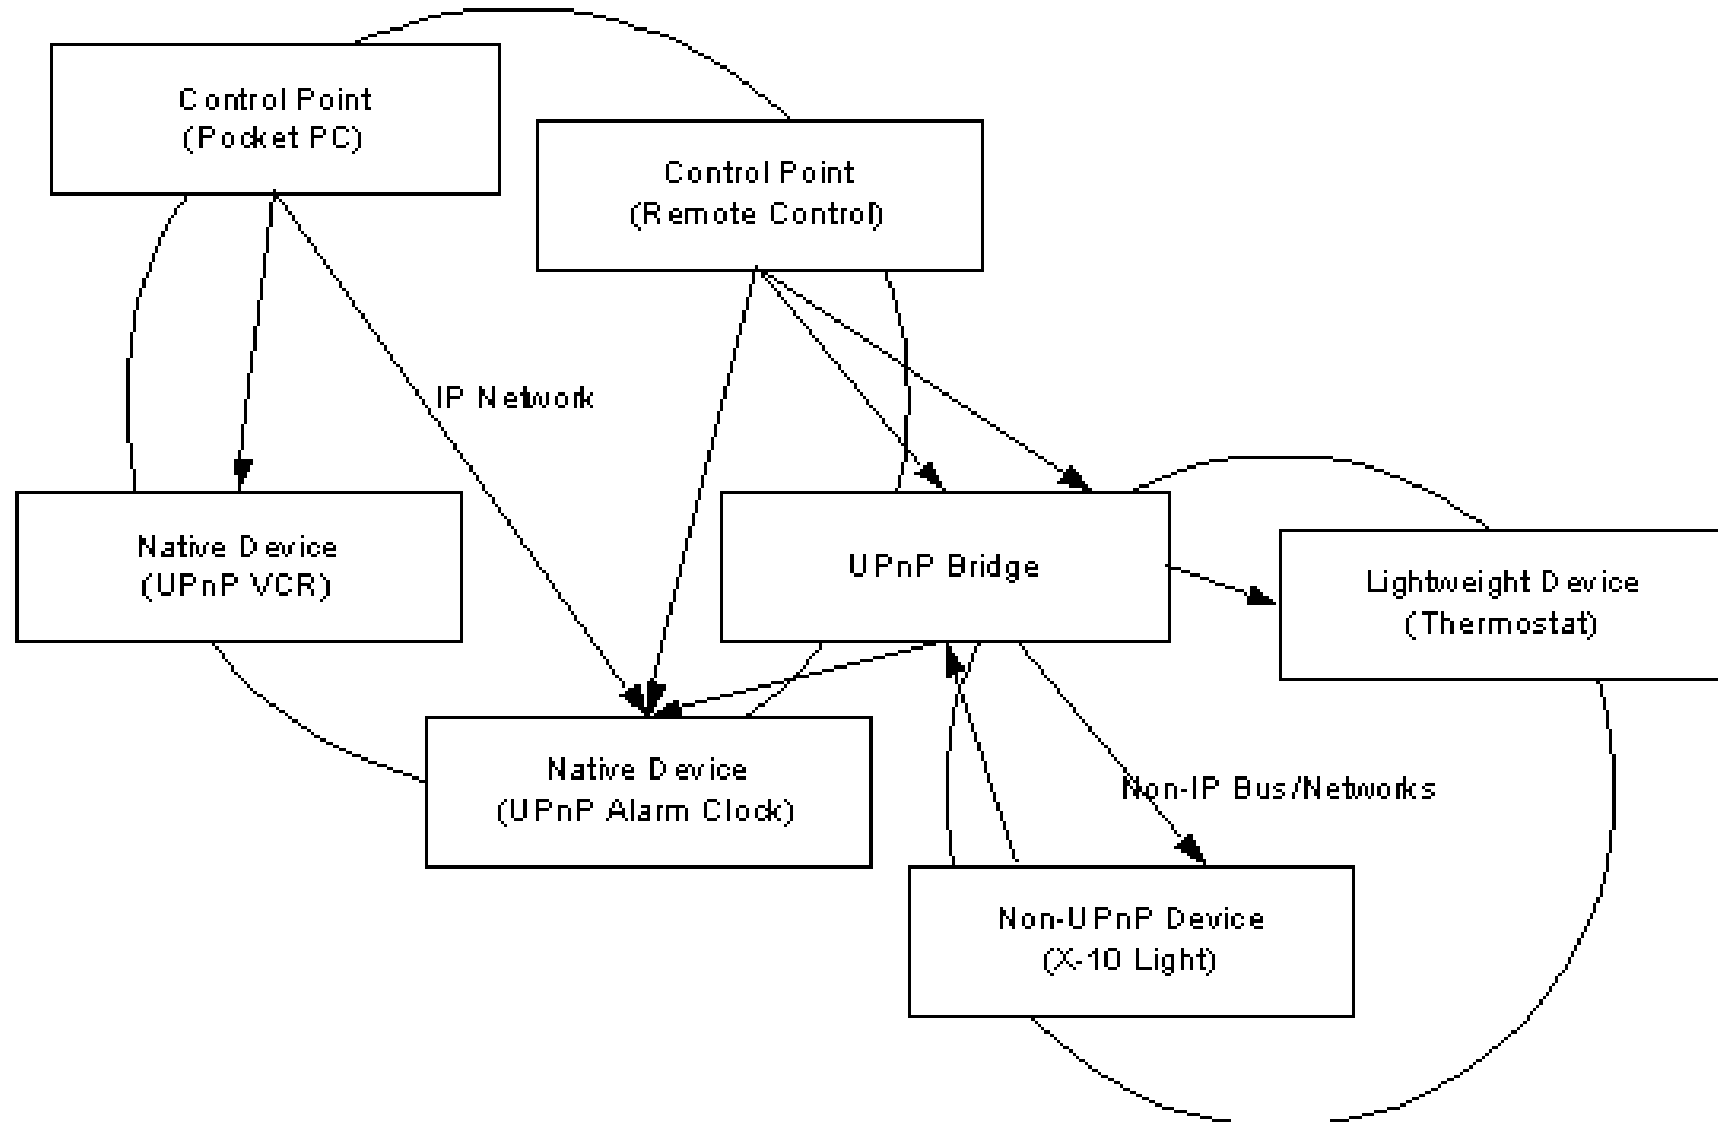 Control Point
(Pocket PC)
Control Point
(Remote Control)
IP Network
Native Device
(UPnP VCR)
UPnP Bridge
Lightweight Device
(Thermostat)
Native Device
(UPnP Alarm Clock)
Non-IP Bus/Networks
Non-UPnP Device
(X-10 Light)